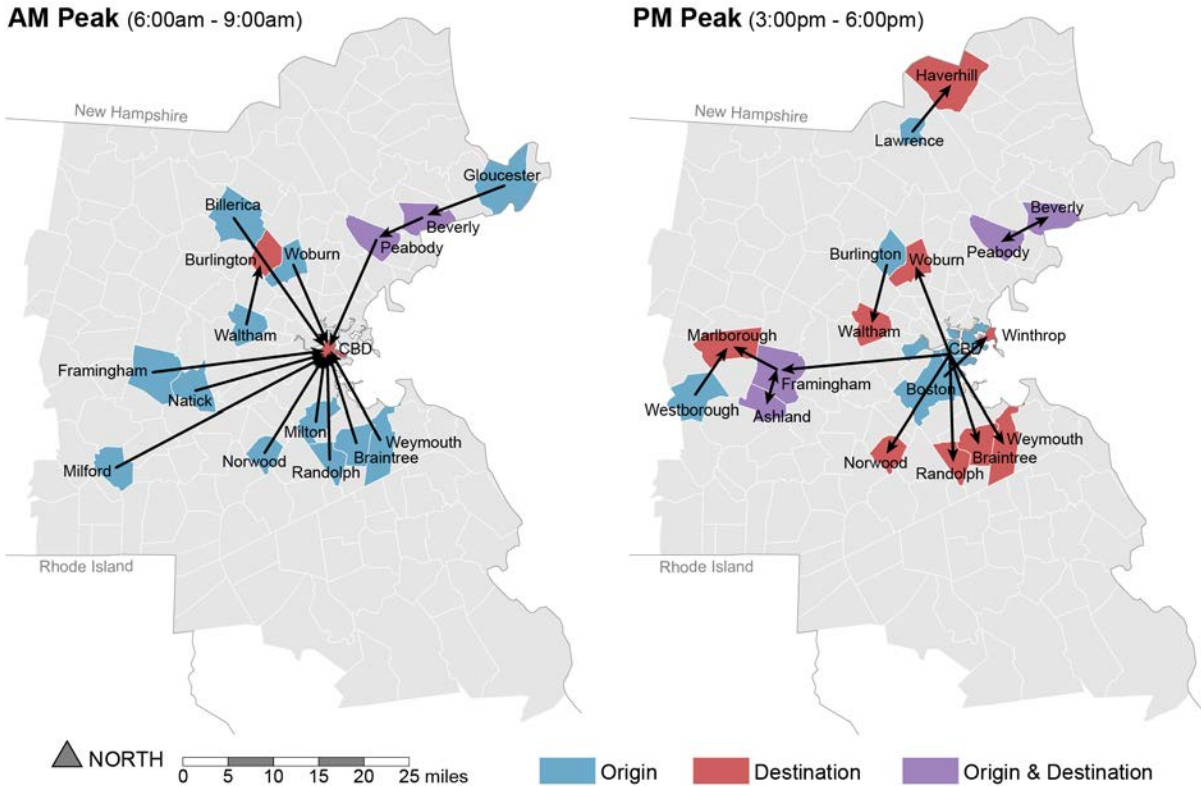 AM Peak (6:00am - 9:00am)
New Hampshire
Gloucester
Billerica
Beverly
Peabody
Burlington
Woburn
Waltham
CBD
Framingham
Natick
Milton
Weymouth
Norwood
Braintree
Randolph
Milford
Rhode Island
PM Peak (3:00pm - 6:00pm)
Haverhill
New Hampshire
Lawrence
Beverly
Peabody
Burlington
Woburn
Waltham
Marlborough
Winthrop
CBD
Framingham
Boston
Westborough
Ashland
Weymouth
Norwood
Braintree
Randolph
Rhode Island
NORTH
0 5 10 15 20 25 miles
Origin
Destination
Origin & Destination